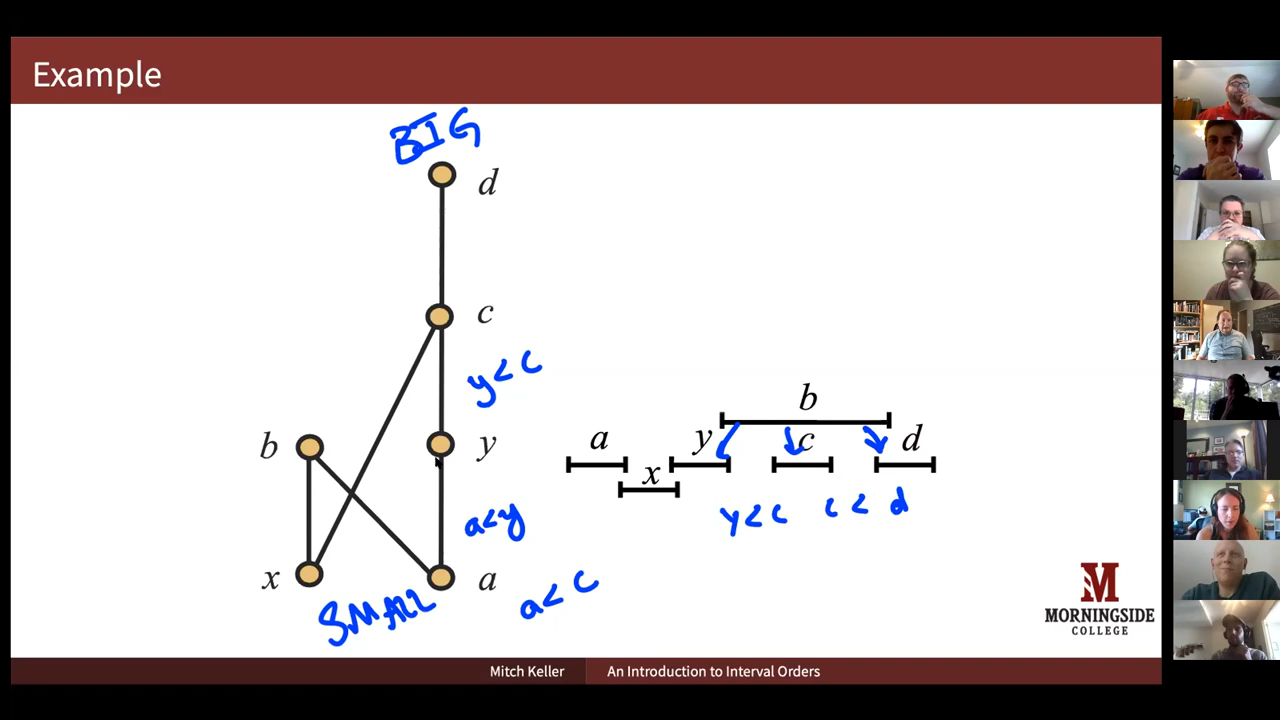 Example
BIG
d
c
y < c
b
y
a < y
x
a
SMALL
a < c
b
a
y
c
d
x
y < c
c < d
MORNINGSIDE
COLLEGE
Mitch Keller
An Introduction to Interval Orders